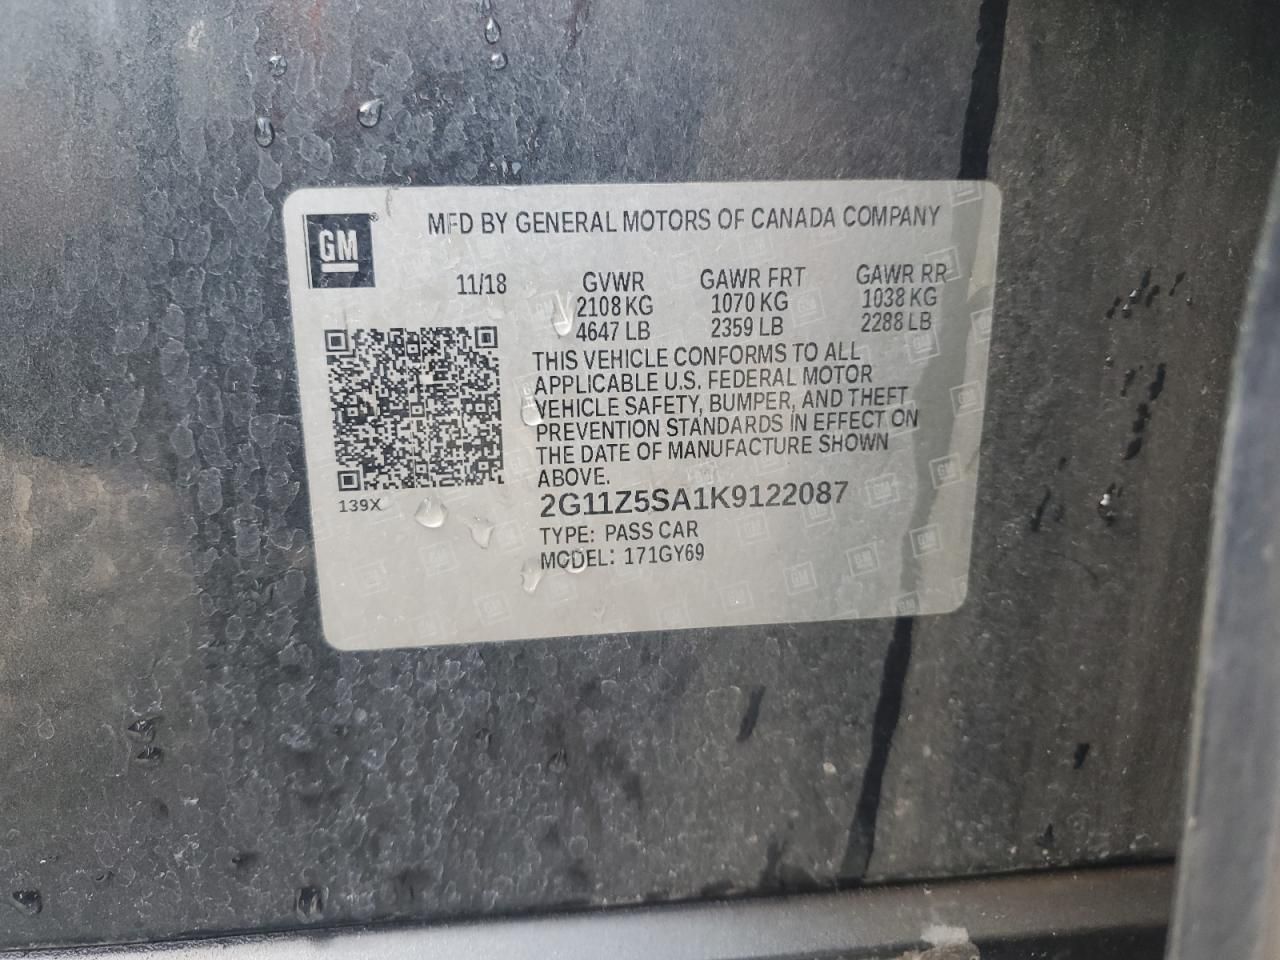 MFD BY GENERAL MOTORS OF CANADA COMPANY
GM
11/18 GVWR GAWR FRT GAWR RR
2108 KG 1070 KG 1038 KG
4647 LB 2359 LB 2288 LB
THIS VEHICLE CONFORMS TO ALL
APPLICABLE U.S. FEDERAL MOTOR
VEHICLE SAFETY, BUMPER, AND THEFT
PREVENTION STANDARDS IN EFFECT ON
THE DATE OF MANUFACTURE SHOWN
ABOVE.
139X
2G11Z5SA1K9122087
TYPE: PASS CAR
MODEL: 171GY69